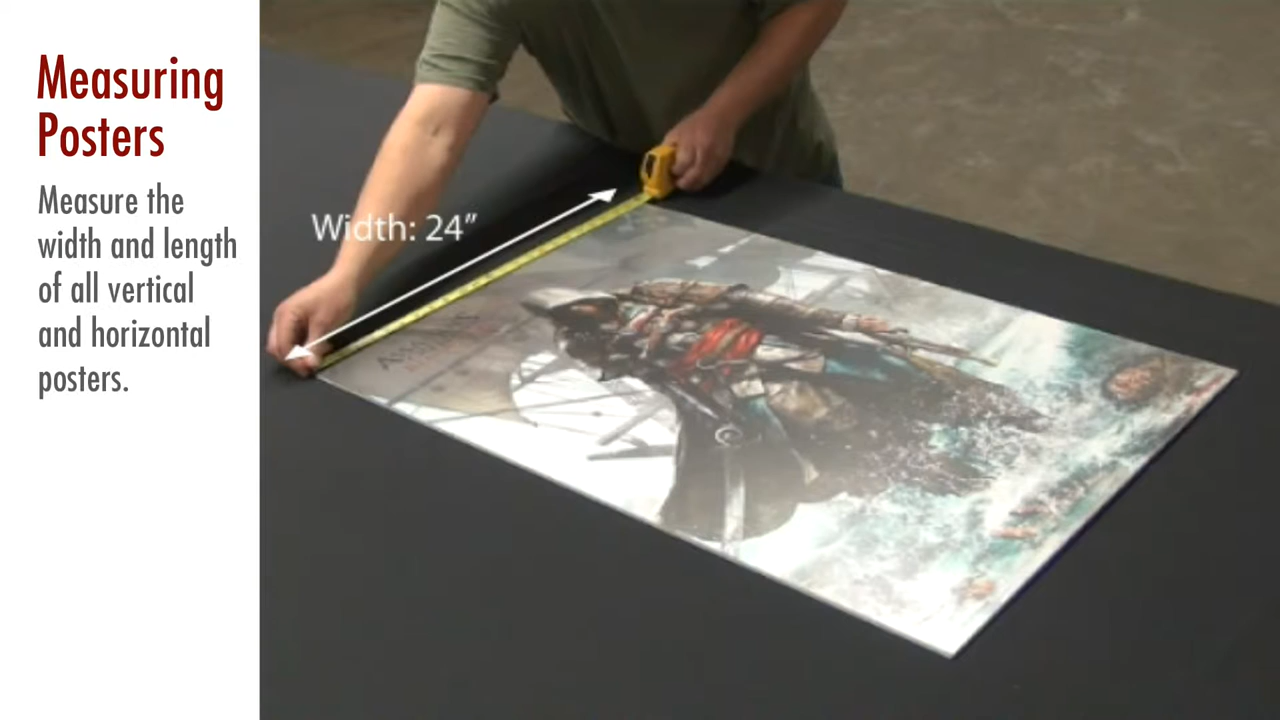 Measuring
Posters
Measure the
width and length
of all vertical
and horizontal
posters.
Width: 24”